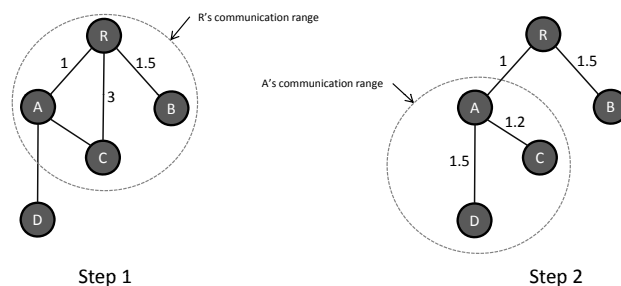 R's communication range
R
1
1.5
3
A
B
C
D
Step 1
A's communication range
R
1
1.5
A
B
1.2
C
1.5
D
Step 2